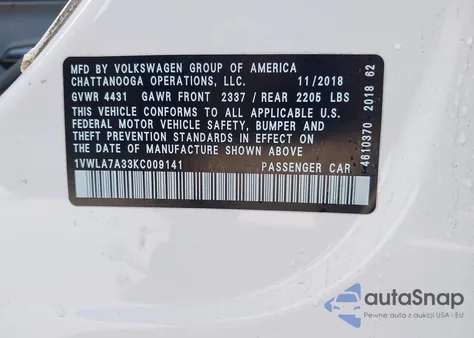 MFD BY VOLKSWAGEN GROUP OF AMERICA
CHATTANOOGA OPERATIONS, LLC. 11/2018
GVWR 4431 GAWR FRONT 2337 / REAR 2205 LBS
THIS VEHICLE CONFORMS TO ALL APPLICABLE U.S.
FEDERAL MOTOR VEHICLE SAFETY, BUMPER AND
THEFT PREVENTION STANDARDS IN EFFECT ON
THE DATE OF MANUFACTURE SHOWN ABOVE.
1VWLA7A33KC009141 PASSENGER CAR
4610370 2018 62
autoSnap
Pewne auto z aukcji USA - EU